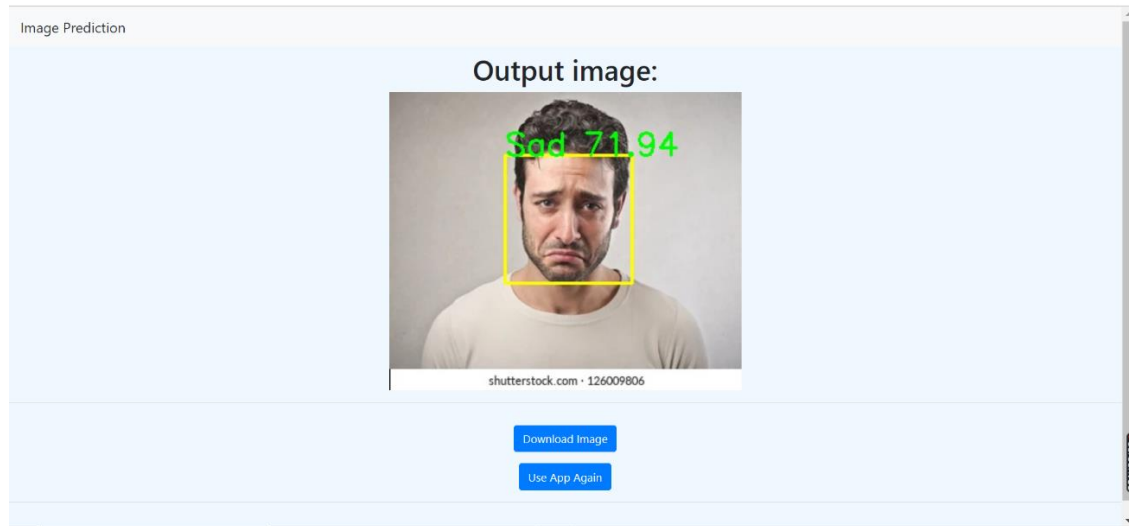 Image Prediction
Output image:
Sad 71.94
shutterstock.com · 126009806
Download Image
Use App Again